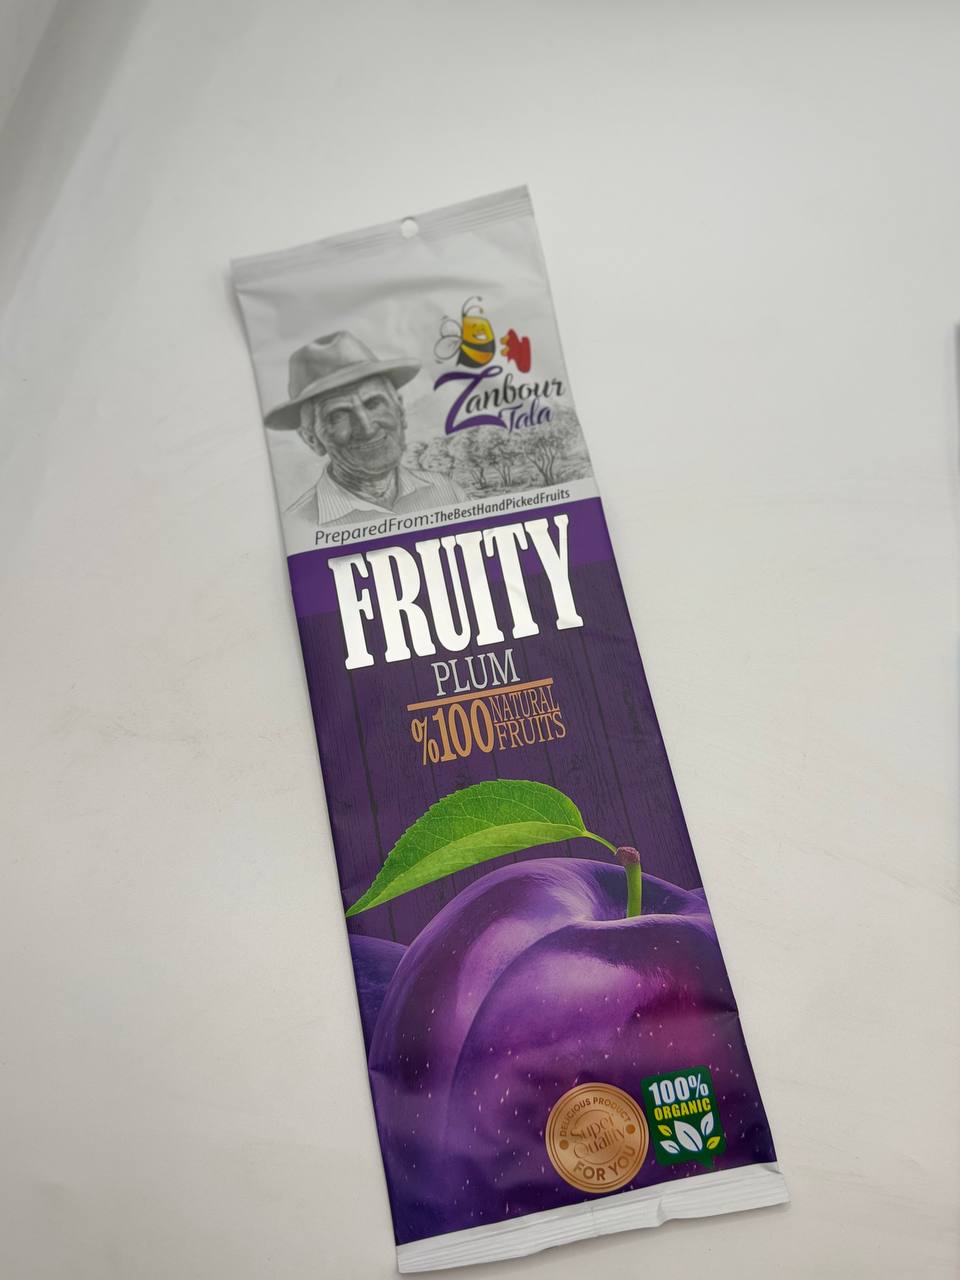 Zanbour
Tala
PreparedFrom:TheBestHandPickedFruits
FRUITY
PLUM
%100 NATURAL
FRUITS
DELICIOUS PRODUCT
Super
Quality
FOR YOU
100%
ORGANIC